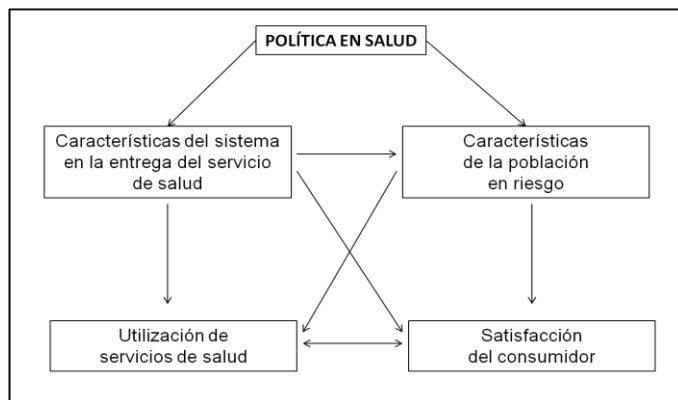 POLÍTICA EN SALUD
Características del sistema
en la entrega del servicio
de salud
Características
de la población
en riesgo
Utilización de
servicios de salud
Satisfacción
del consumidor